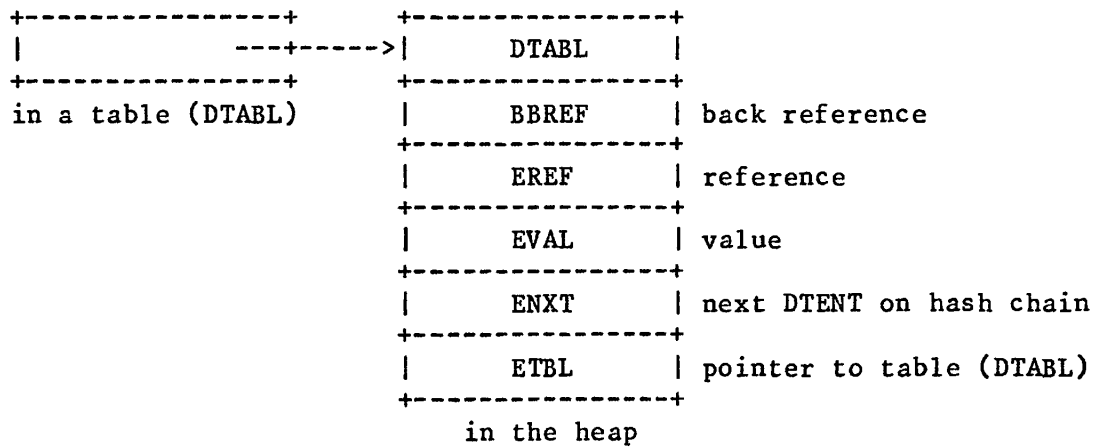 DTABL
in a table (DTABL)
BBREF back reference
EREF reference
EVAL value
ENXT next DTENT on hash chain
ETBL pointer to table (DTABL)
in the heap